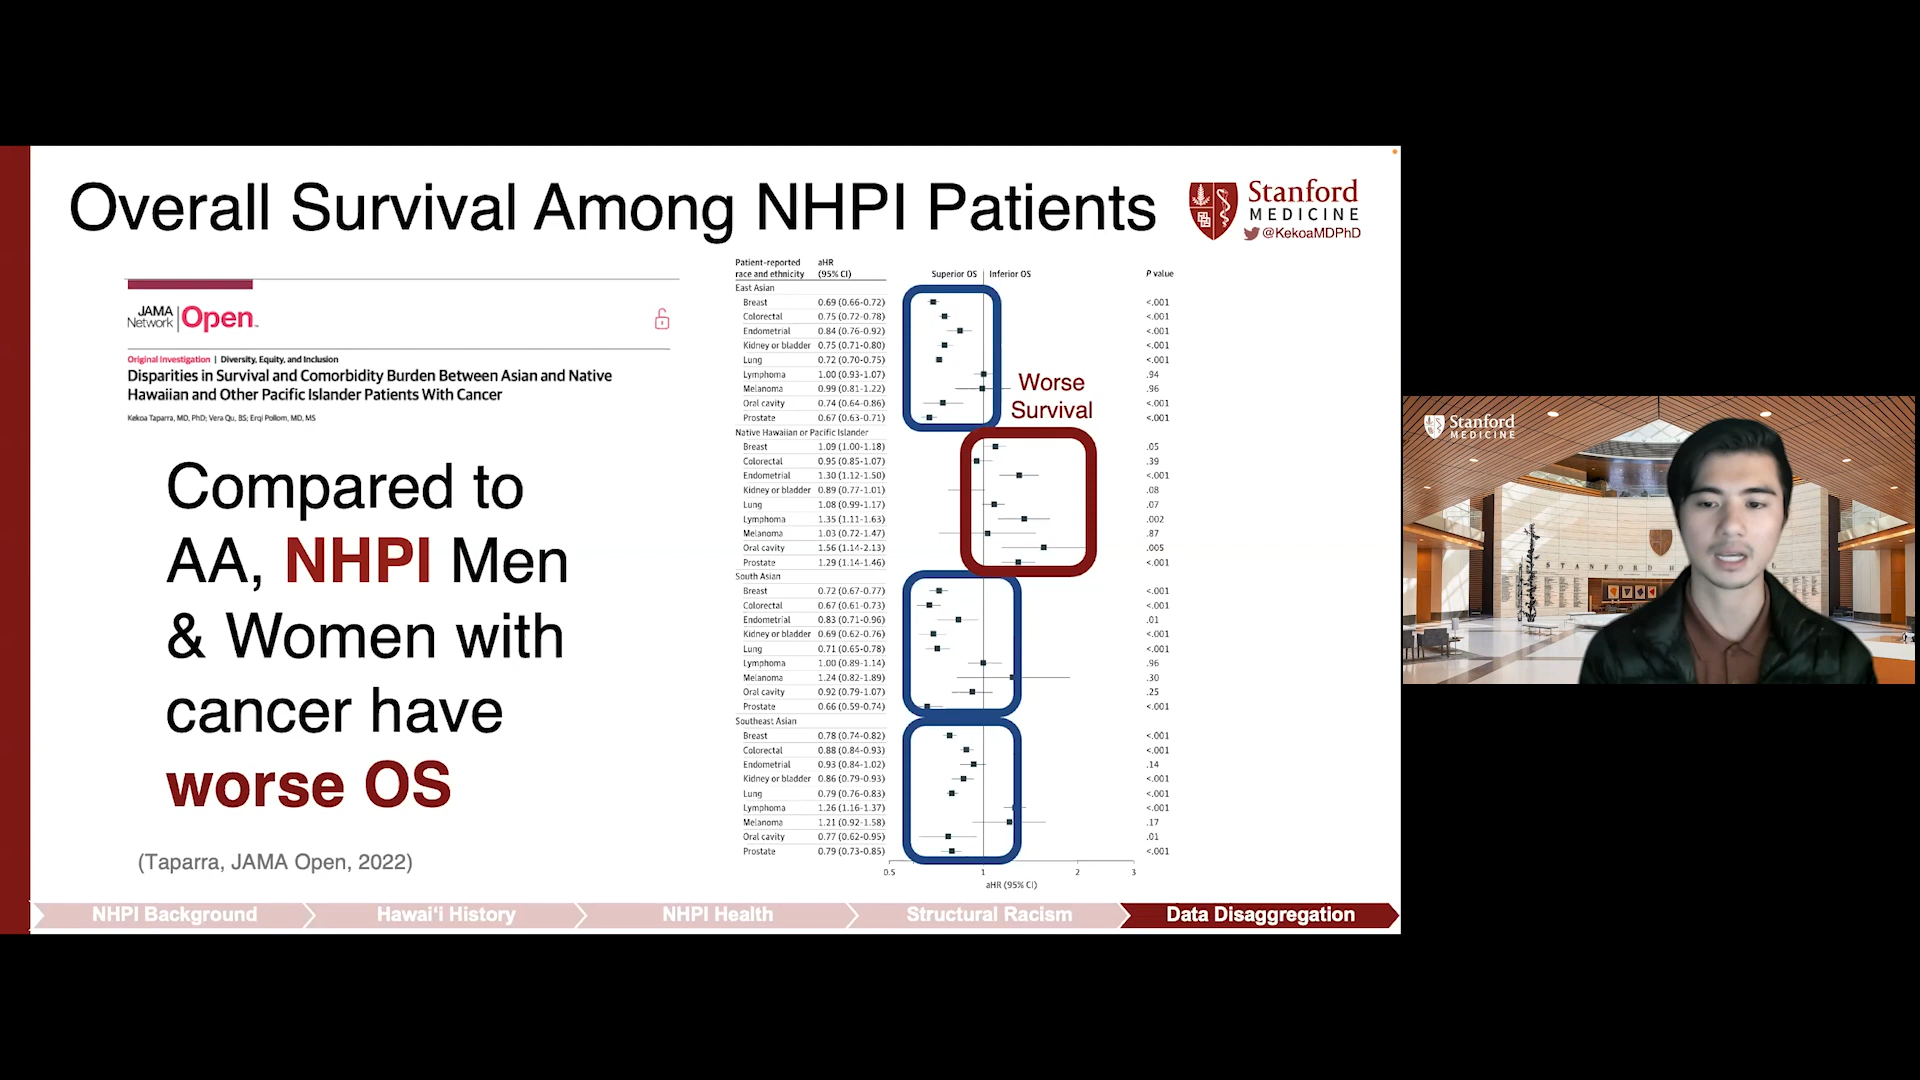 Overall Survival Among NHPI Patients
Stanford
MEDICINE
@KekoaMDPhD
JAMA
Network
Open™
Original Investigation | Diversity, Equity, and Inclusion
Disparities in Survival and Comorbidity Burden Between Asian and Native
Hawaiian and Other Pacific Islander Patients With Cancer
Kekoa Taparra, MD, PhD; Vera Qu, BS; Erqi Pollom, MD, MS
Compared to
AA, NHPI Men
& Women with
cancer have
worse OS
(Taparra, JAMA Open, 2022)
Patient-reported aHR
race and ethnicity (95% CI) Superior OS Inferior OS P value
East Asian
Breast 0.69 (0.66-0.72) <.001
Colorectal 0.75 (0.72-0.78) <.001
Endometrial 0.84 (0.76-0.92) <.001
Kidney or bladder 0.75 (0.71-0.80) <.001
Lung 0.72 (0.70-0.75) <.001
Lymphoma 1.00 (0.93-1.07) .94
Melanoma 0.99 (0.81-1.22) .96
Oral cavity 0.74 (0.64-0.86) <.001
Prostate 0.67 (0.63-0.71) <.001
Worse
Survival
Native Hawaiian or Pacific Islander
Breast 1.09 (1.00-1.18) .05
Colorectal 0.95 (0.85-1.07) .39
Endometrial 1.30 (1.12-1.50) <.001
Kidney or bladder 0.89 (0.77-1.01) .08
Lung 1.08 (0.99-1.17) .07
Lymphoma 1.35 (1.11-1.63) .002
Melanoma 1.03 (0.72-1.47) .87
Oral cavity 1.56 (1.14-2.13) .005
Prostate 1.29 (1.14-1.46) <.001
South Asian
Breast 0.72 (0.67-0.77) <.001
Colorectal 0.67 (0.61-0.73) <.001
Endometrial 0.83 (0.71-0.96) .01
Kidney or bladder 0.69 (0.62-0.76) <.001
Lung 0.71 (0.65-0.78) <.001
Lymphoma 1.00 (0.89-1.14) .96
Melanoma 1.24 (0.82-1.89) .30
Oral cavity 0.92 (0.79-1.07) .25
Prostate 0.66 (0.59-0.74) <.001
Southeast Asian
Breast 0.78 (0.74-0.82) <.001
Colorectal 0.88 (0.84-0.93) <.001
Endometrial 0.93 (0.84-1.02) .14
Kidney or bladder 0.86 (0.79-0.93) <.001
Lung 0.79 (0.76-0.83) <.001
Lymphoma 1.26 (1.16-1.37) <.001
Melanoma 1.21 (0.92-1.58) .17
Oral cavity 0.77 (0.62-0.95) .01
Prostate 0.79 (0.73-0.85) <.001
0.5 1 2 3
aHR (95% CI)
NHPI Background Hawaiʻi History NHPI Health Structural Racism Data Disaggregation
Stanford
MEDICINE
STANFORD H